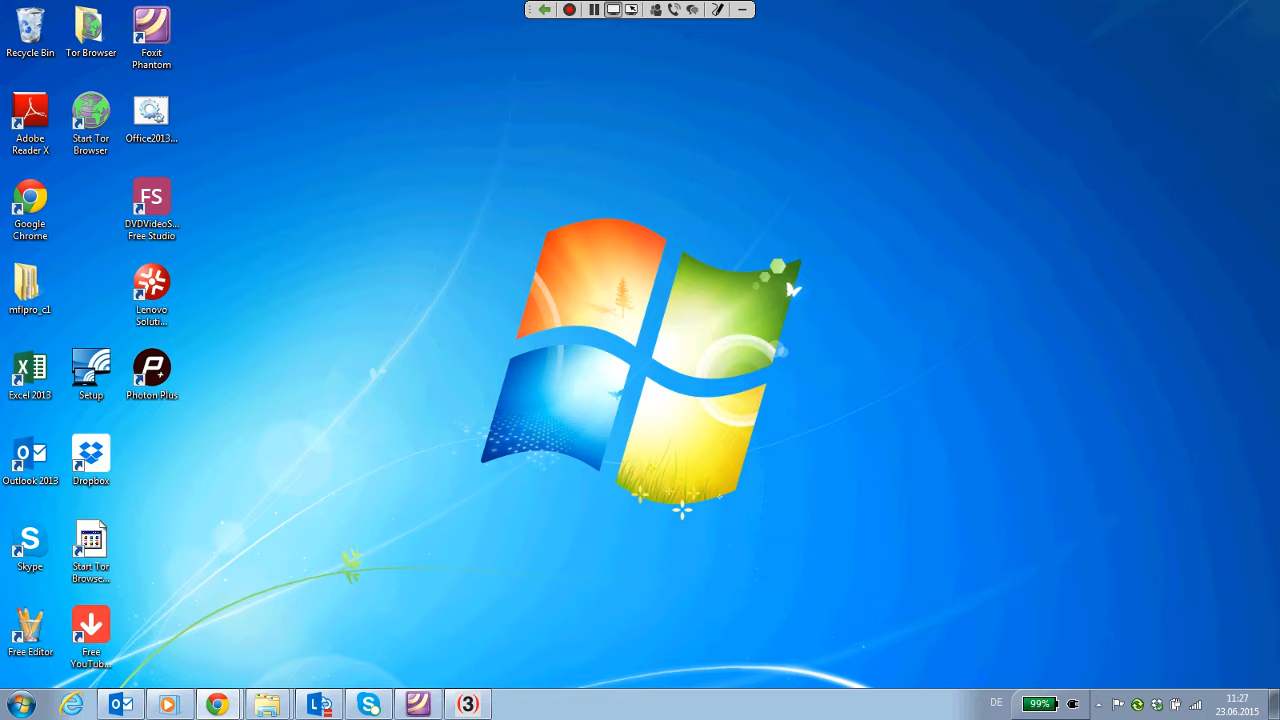 Recycle Bin
Tor Browser
Foxit
Phantom
Adobe
Reader X
Start Tor
Browser
Office2013...
Google
Chrome
FS
DVDVideoS...
Free Studio
mflpro_c1
Lenovo
Soluti...
Excel 2013
Setup
Photon Plus
Outlook 2013
Dropbox
Skype
Start Tor
Browse...
Free Editor
Free
YouTub...
DE
99%
11:27
23.06.2015